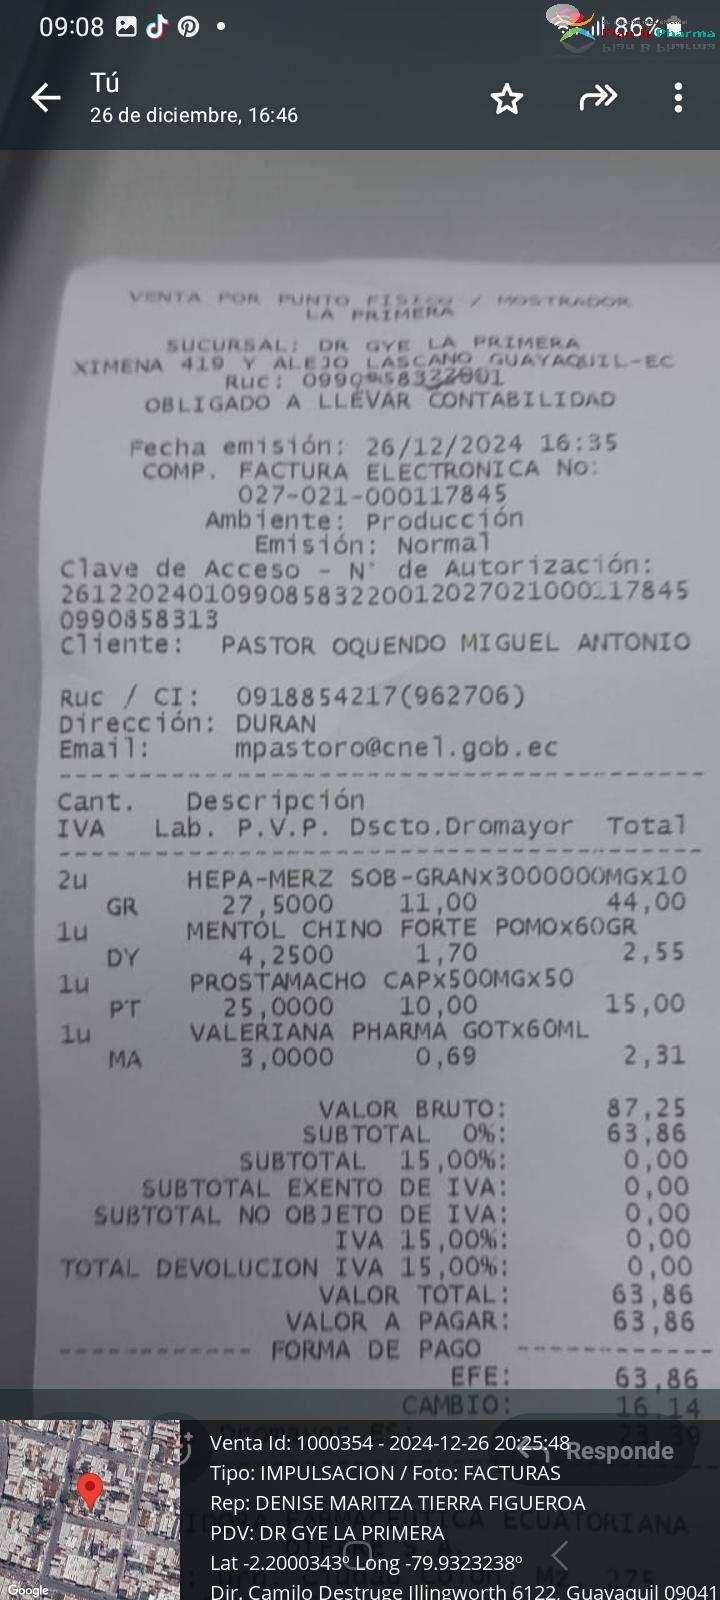 09:08
86%
Pharma
Tú
26 de diciembre, 16:46
VENTA POR PUNTO FISICO / MOSTRADOR
LA PRIMERA
SUCURSAL: DR GYE LA PRIMERA
XIMENA 419 Y ALEJO LASCANO GUAYAQUIL-EC
Ruc:
OBLIGADO A LLEVAR CONTABILIDAD
Fecha emisión: 26/12/2024 16:35
COMP. FACTURA ELECTRONICA No:
027-021-000117845
Ambiente: Producción
Emisión: Normal
Clave de Acceso - N° de Autorización:
0990858313
Cliente: PASTOR OQUENDO MIGUEL ANTONIO
Ruc / CI: 0918854217(962706)
Dirección: DURAN
Email: mpastoro@cnel.gob.ec
Cant. Descripción
IVA Lab. P.V.P. Dscto.Dromayor Total
2u HEPA-MERZ SOB-GRANx3000000MGx10
GR 27,5000 11,00 44,00
1u MENTOL CHINO FORTE POMOx60GR
DY 4,2500 1,70 2,55
1u PROSTAMACHO CAPx500MGx50
PT 25,0000 10,00 15,00
1u VALERIANA PHARMA GOTx60ML
MA 3,0000 0,69 2,31
VALOR BRUTO: 87,25
SUBTOTAL 0%: 63,86
SUBTOTAL 15,00%: 0,00
SUBTOTAL EXENTO DE IVA: 0,00
SUBTOTAL NO OBJETO DE IVA: 0,00
IVA 15,00%: 0,00
TOTAL DEVOLUCION IVA 15,00%: 0,00
VALOR TOTAL: 63,86
VALOR A PAGAR: 63,86
------------ FORMA DE PAGO ------------
EFE: 63,86
CAMBIO: 16,14
Responde
Venta Id: 1000354 - 2024-12-26 20:25:48
Tipo: IMPULSACION / Foto: FACTURAS
Rep: DENISE MARITZA TIERRA FIGUEROA
PDV: DR GYE LA PRIMERA
Lat -2.2000343º Long -79.9323238º
Dir. Camilo Destruge Illingworth 6122, Guayaquil 09041
Google